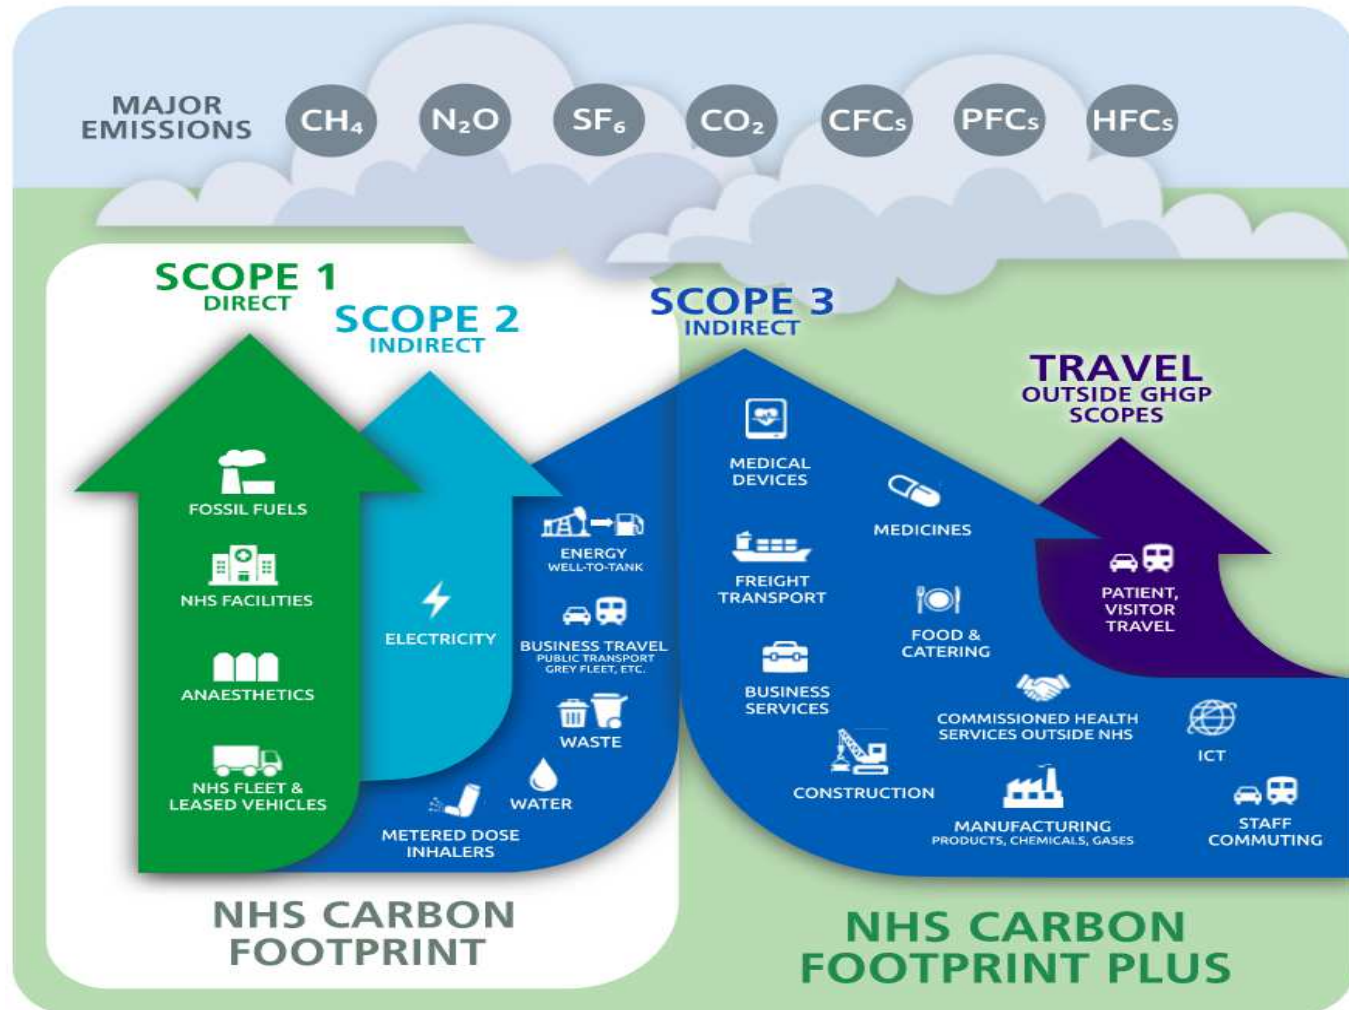 MAJOR
EMISSIONS
CH₄
N₂O
SF₆
CO₂
CFCs
PFCs
HFCs
SCOPE 1
DIRECT
SCOPE 2
INDIRECT
SCOPE 3
INDIRECT
TRAVEL
OUTSIDE GHGP
SCOPES
FOSSIL FUELS
NHS FACILITIES
ANAESTHETICS
NHS FLEET &
LEASED VEHICLES
ELECTRICITY
ENERGY
WELL-TO-TANK
BUSINESS TRAVEL
PUBLIC TRANSPORT
GREY FLEET, ETC.
WASTE
WATER
METERED DOSE
INHALERS
MEDICAL
DEVICES
MEDICINES
FREIGHT
TRANSPORT
FOOD &
CATERING
BUSINESS
SERVICES
COMMISSIONED HEALTH
SERVICES OUTSIDE NHS
CONSTRUCTION
MANUFACTURING
PRODUCTS, CHEMICALS, GASES
ICT
STAFF
COMMUTING
PATIENT,
VISITOR
TRAVEL
NHS CARBON
FOOTPRINT
NHS CARBON
FOOTPRINT PLUS